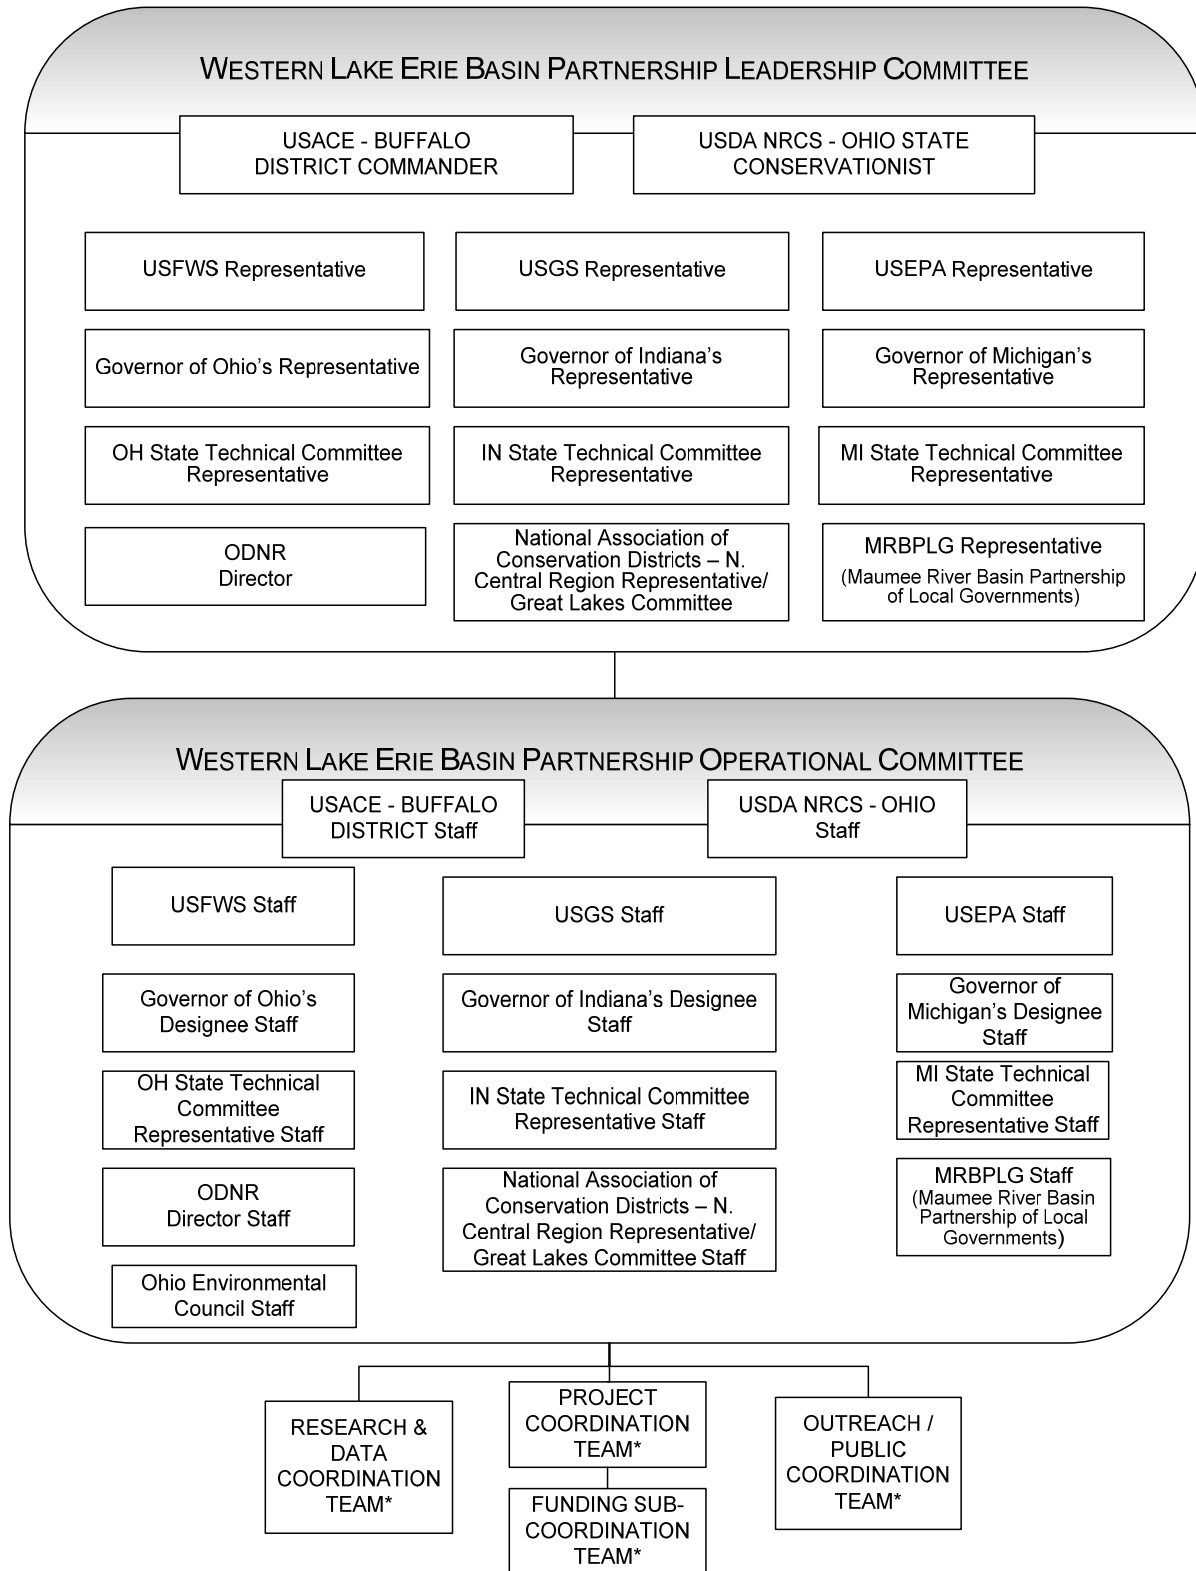 WESTERN LAKE ERIE BASIN PARTNERSHIP LEADERSHIP COMMITTEE
USACE - BUFFALO
DISTRICT COMMANDER
USDA NRCS - OHIO STATE
CONSERVATIONIST
USFWS Representative
USGS Representative
USEPA Representative
Governor of Ohio’s Representative
Governor of Indiana’s
Representative
Governor of Michigan’s
Representative
OH State Technical Committee
Representative
IN State Technical Committee
Representative
MI State Technical Committee
Representative
ODNR
Director
National Association of
Conservation Districts – N.
Central Region Representative/
Great Lakes Committee
MRBPLG Representative
(Maumee River Basin Partnership
of Local Governments)
WESTERN LAKE ERIE BASIN PARTNERSHIP OPERATIONAL COMMITTEE
USACE - BUFFALO
DISTRICT Staff
USDA NRCS - OHIO
Staff
USFWS Staff
USGS Staff
USEPA Staff
Governor of Ohio’s
Designee Staff
Governor of Indiana’s Designee
Staff
Governor of
Michigan’s Designee
Staff
OH State Technical
Committee
Representative Staff
IN State Technical Committee
Representative Staff
MI State Technical
Committee
Representative Staff
ODNR
Director Staff
National Association of
Conservation Districts – N.
Central Region Representative/
Great Lakes Committee Staff
MRBPLG Staff
(Maumee River Basin
Partnership of Local
Governments)
Ohio Environmental
Council Staff
RESEARCH &
DATA
COORDINATION
TEAM*
PROJECT
COORDINATION
TEAM*
OUTREACH /
PUBLIC
COORDINATION
TEAM*
FUNDING SUB-
COORDINATION
TEAM*